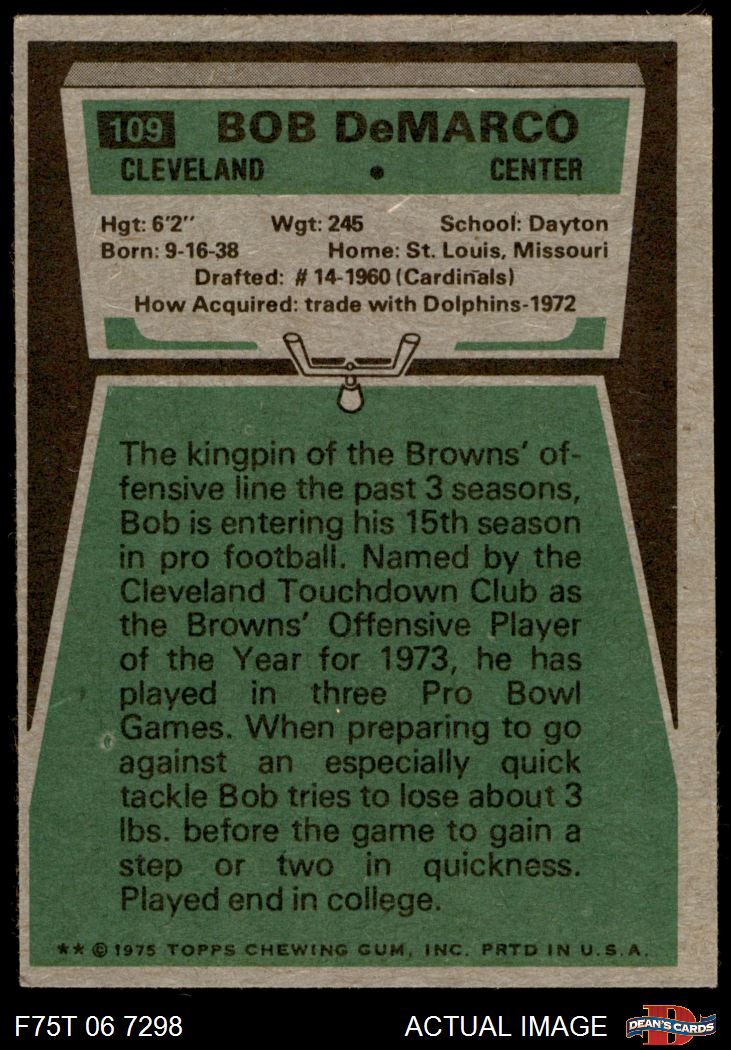 109 BOB DeMARCO
CLEVELAND • CENTER
Hgt: 6'2" Wgt: 245 School: Dayton
Born: 9-16-38 Home: St. Louis, Missouri
Drafted: #14-1960 (Cardinals)
How Acquired: trade with Dolphins-1972
The kingpin of the Browns' of-
fensive line the past 3 seasons,
Bob is entering his 15th season
in pro football. Named by the
Cleveland Touchdown Club as
the Browns' Offensive Player
of the Year for 1973, he has
played in three Pro Bowl
Games. When preparing to go
against an especially quick
tackle Bob tries to lose about 3
lbs. before the game to gain a
step or two in quickness.
Played end in college.
** © 1975 TOPPS CHEWING GUM, INC. PRTD IN U.S.A.
F75T 06 7298 ACTUAL IMAGE D DEAN'S CARDS